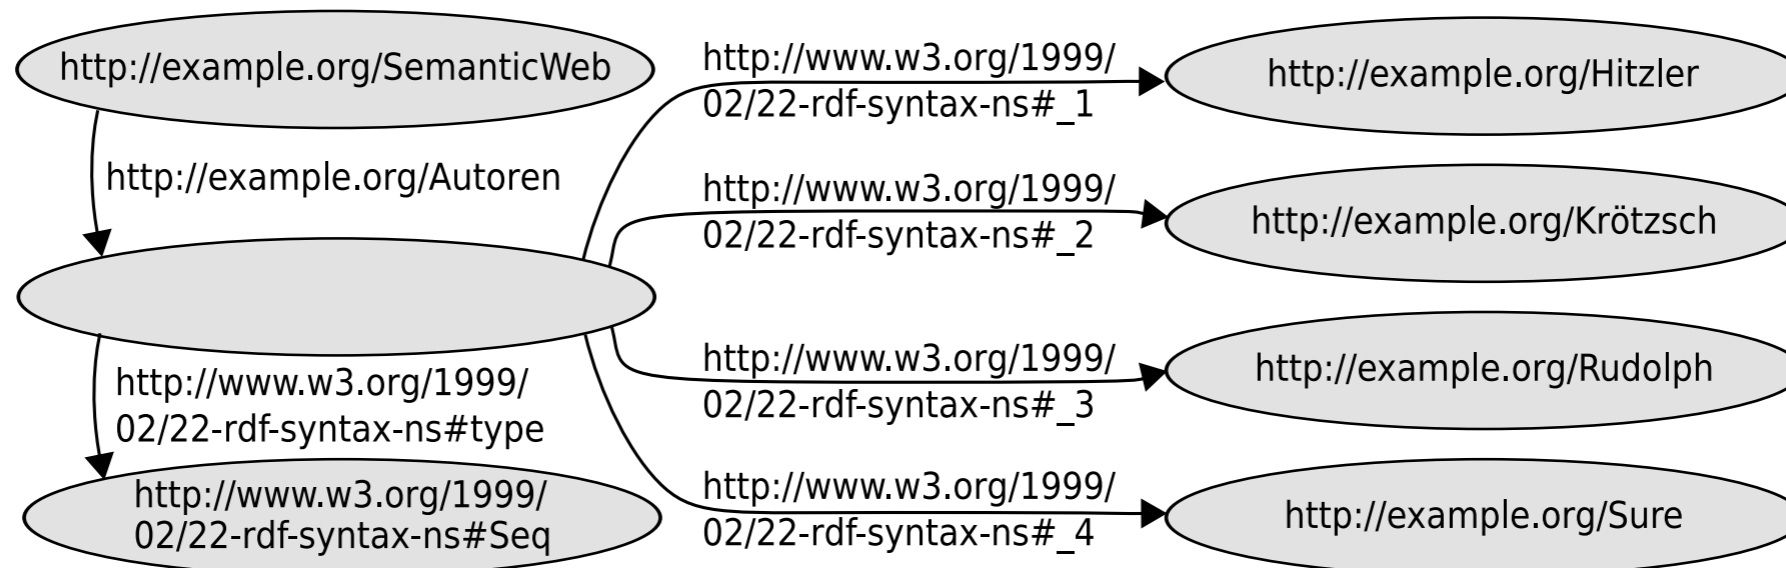 http://example.org/SemanticWeb
http://example.org/Autoren
http://www.w3.org/1999/
02/22-rdf-syntax-ns#type
http://www.w3.org/1999/
02/22-rdf-syntax-ns#Seq
http://www.w3.org/1999/
02/22-rdf-syntax-ns#_1
http://www.w3.org/1999/
02/22-rdf-syntax-ns#_2
http://www.w3.org/1999/
02/22-rdf-syntax-ns#_3
http://www.w3.org/1999/
02/22-rdf-syntax-ns#_4
http://example.org/Hitzler
http://example.org/Krötzsch
http://example.org/Rudolph
http://example.org/Sure